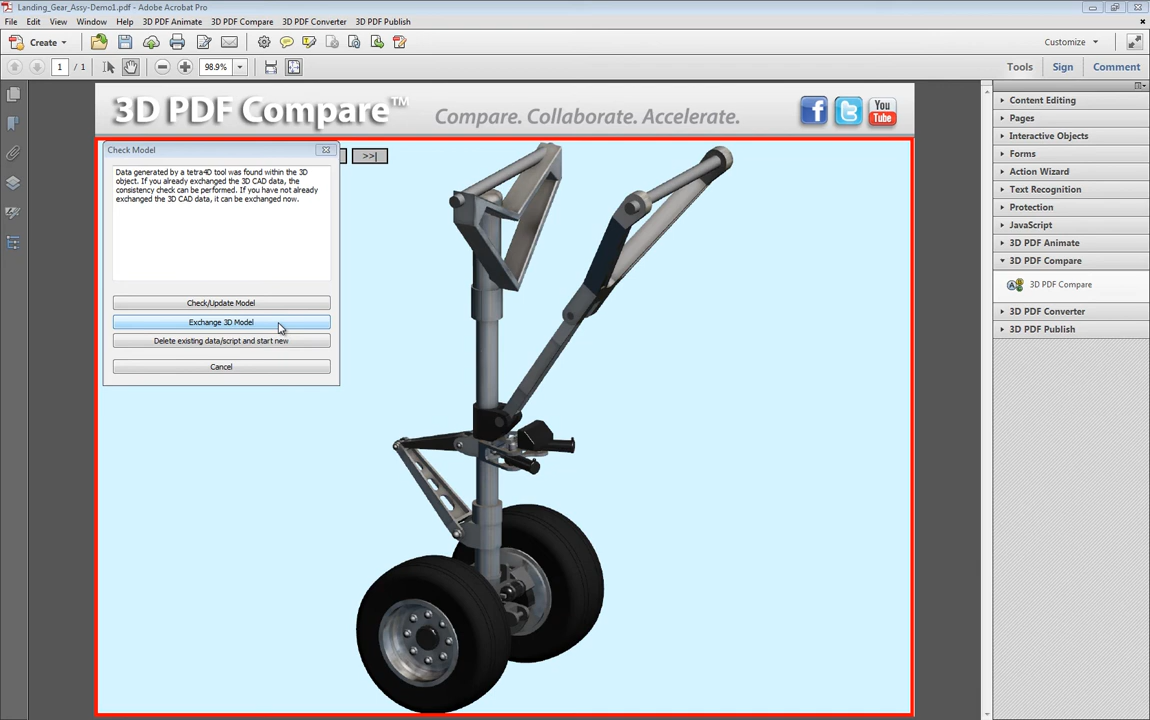 Landing_Gear_Assy-Demo1.pdf - Adobe Acrobat Pro
File Edit View Window Help 3D PDF Animate 3D PDF Compare 3D PDF Converter 3D PDF Publish
Create Customize
1 / 1 98.9% Tools Sign Comment
3D PDF Compare™ Compare. Collaborate. Accelerate.
f t You Tube
Check Model
>>|
Data generated by a tetra4D tool was found within the 3D
object. If you already exchanged the 3D CAD data, the
consistency check can be performed. If you have not already
exchanged the 3D CAD data, it can be exchanged now.
Check/Update Model
Exchange 3D Model
Delete existing data/script and start new
Cancel
Content Editing
Pages
Interactive Objects
Forms
Action Wizard
Text Recognition
Protection
JavaScript
3D PDF Animate
3D PDF Compare
3D PDF Compare
3D PDF Converter
3D PDF Publish